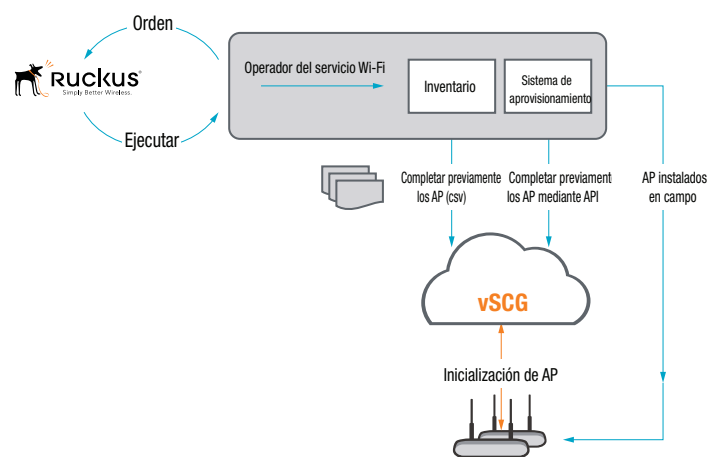 Orden
Ruckus
Simply Better Wireless.
Ejecutar
Operador del servicio Wi-Fi
Inventario
Sistema de
aprovisionamiento
Completar previamente
los AP (csv)
Completar previament
los AP mediante API
AP instalados
en campo
vSCG
Inicialización de AP